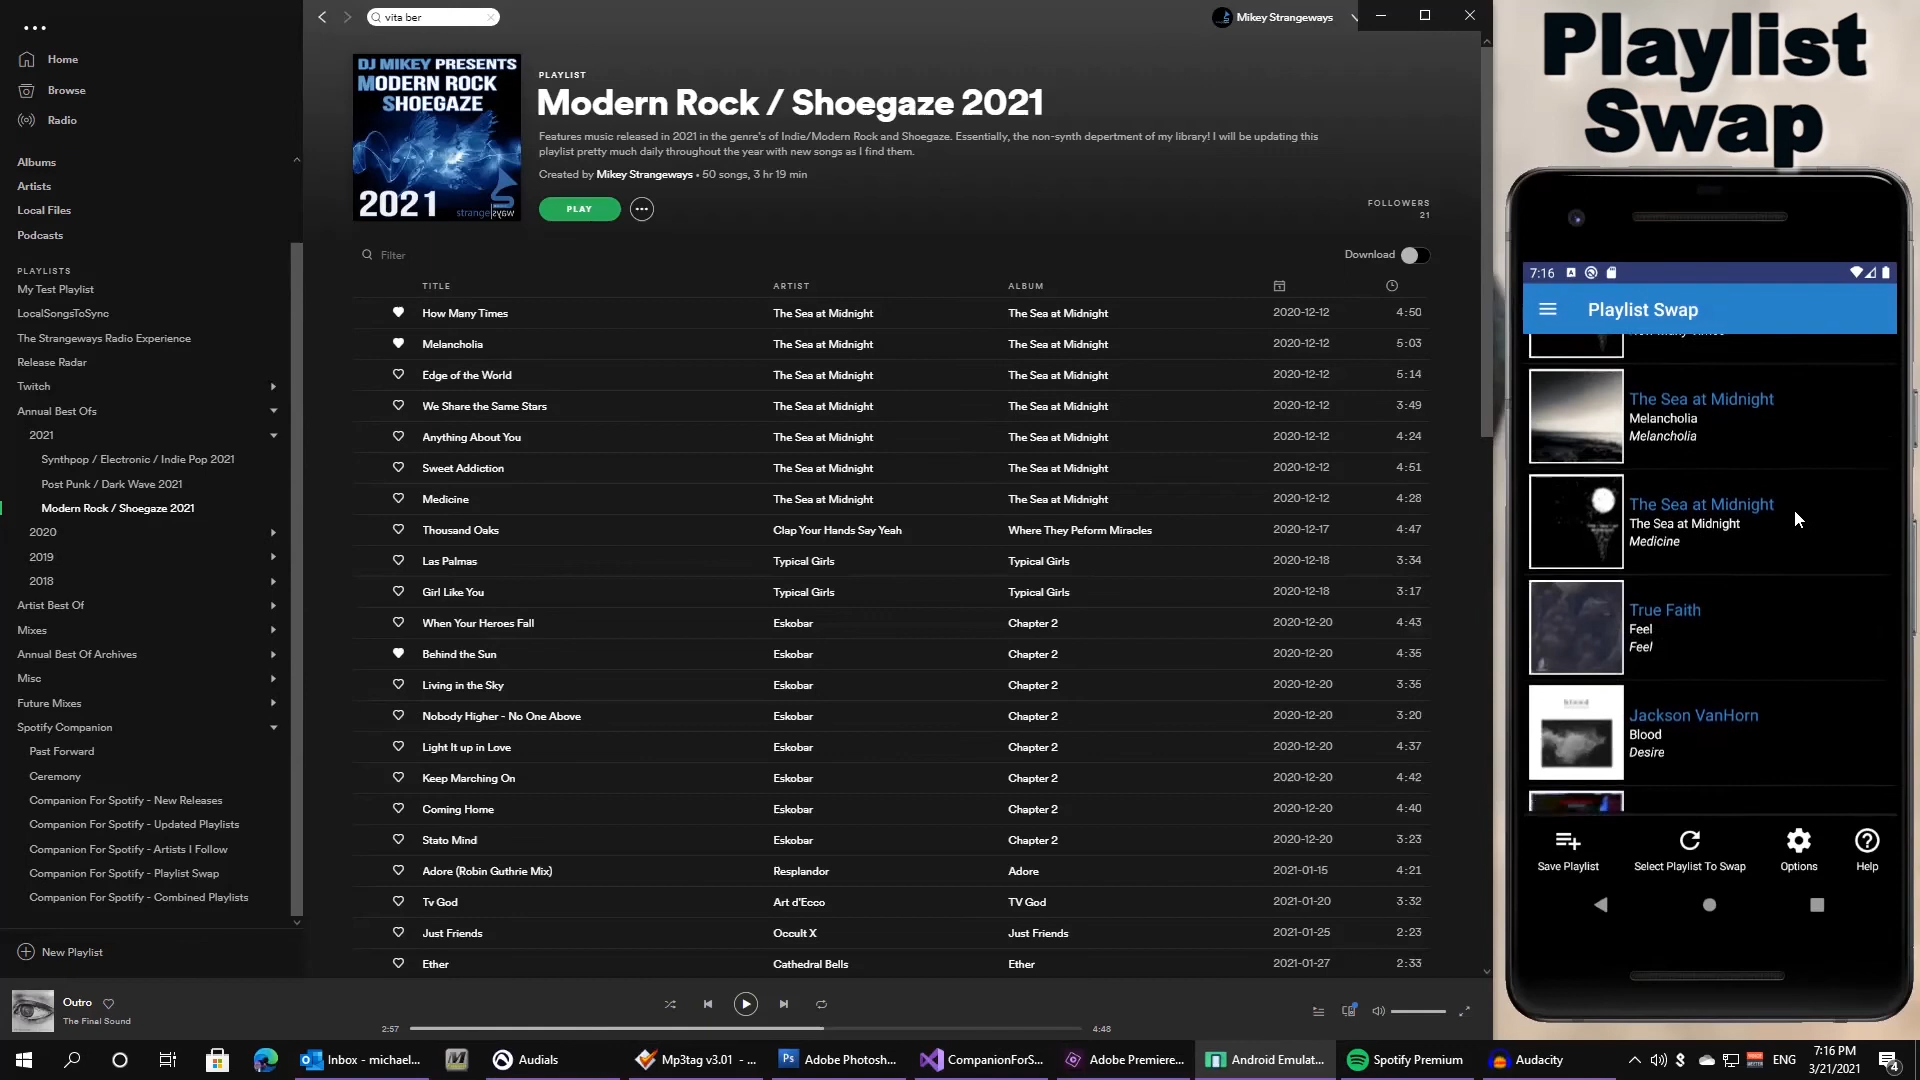 vita ber
Mikey Strangeways
Home
Browse
Radio
Albums
Artists
Local Files
Podcasts
PLAYLISTS
My Test Playlist
LocalSongsToSync
The Strangeways Radio Experience
Release Radar
Twitch
Annual Best Ofs
2021
Synthpop / Electronic / Indie Pop 2021
Post Punk / Dark Wave 2021
Modern Rock / Shoegaze 2021
2020
2019
2018
Artist Best Of
Mixes
Annual Best Of Archives
Misc
Future Mixes
Spotify Companion
Past Forward
Ceremony
Companion For Spotify - New Releases
Companion For Spotify - Updated Playlists
Companion For Spotify - Artists I Follow
Companion For Spotify - Playlist Swap
Companion For Spotify - Combined Playlists
New Playlist
DJ MIKEY PRESENTS
MODERN ROCK
SHOEGAZE
2021
strange ways
PLAYLIST
Modern Rock / Shoegaze 2021
Features music released in 2021 in the genre's of Indie/Modern Rock and Shoegaze. Essentially, the non-synth depertment of my library! I will be updating this
playlist pretty much daily throughout the year with new songs as I find them.
Created by Mikey Strangeways • 50 songs, 3 hr 19 min
PLAY
FOLLOWERS
21
Filter
Download
TITLE ARTIST ALBUM
How Many Times The Sea at Midnight The Sea at Midnight 2020-12-12 4:50
Melancholia The Sea at Midnight The Sea at Midnight 2020-12-12 5:03
Edge of the World The Sea at Midnight The Sea at Midnight 2020-12-12 5:14
We Share the Same Stars The Sea at Midnight The Sea at Midnight 2020-12-12 3:49
Anything About You The Sea at Midnight The Sea at Midnight 2020-12-12 4:24
Sweet Addiction The Sea at Midnight The Sea at Midnight 2020-12-12 4:51
Medicine The Sea at Midnight The Sea at Midnight 2020-12-12 4:28
Thousand Oaks Clap Your Hands Say Yeah Where They Peform Miracles 2020-12-17 4:47
Las Palmas Typical Girls Typical Girls 2020-12-18 3:34
Girl Like You Typical Girls Typical Girls 2020-12-18 3:17
When Your Heroes Fall Eskobar Chapter 2 2020-12-20 4:43
Behind the Sun Eskobar Chapter 2 2020-12-20 4:35
Living in the Sky Eskobar Chapter 2 2020-12-20 3:35
Nobody Higher - No One Above Eskobar Chapter 2 2020-12-20 3:20
Light It up in Love Eskobar Chapter 2 2020-12-20 4:37
Keep Marching On Eskobar Chapter 2 2020-12-20 4:42
Coming Home Eskobar Chapter 2 2020-12-20 4:40
Stato Mind Eskobar Chapter 2 2020-12-20 3:23
Adore (Robin Guthrie Mix) Resplandor Adore 2021-01-15 4:21
Tv God Art d'Ecco TV God 2021-01-20 3:32
Just Friends Occult X Just Friends 2021-01-25 2:23
Ether Cathedral Bells Ether 2021-01-27 2:33
Outro
The Final Sound
2:57
4:48
Playlist
Swap
7:16
Playlist Swap
The Sea at Midnight
Melancholia
Melancholia
The Sea at Midnight
The Sea at Midnight
Medicine
True Faith
Feel
Feel
Jackson VanHorn
Blood
Desire
Save Playlist
Select Playlist To Swap
Options
Help
Inbox - michael...
Audials
Mp3tag v3.01 - ...
Ps Adobe Photosh...
CompanionForS...
Adobe Premiere...
Android Emulat...
Spotify Premium
Audacity
ENG
7:16 PM
3/21/2021
4